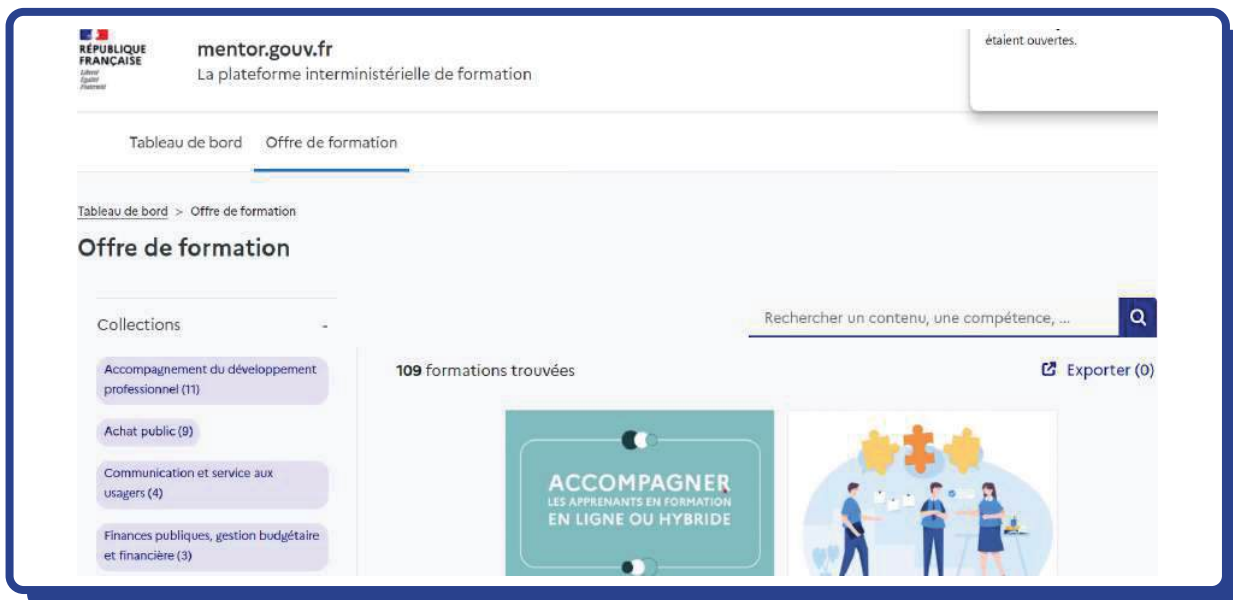 RÉPUBLIQUE
FRANÇAISE
Liberté
Égalité
Fraternité
mentor.gouv.fr
La plateforme interministérielle de formation
étaient ouvertes.
Tableau de bord
Offre de formation
Tableau de bord > Offre de formation
Offre de formation
Collections -
Rechercher un contenu, une compétence, ...
Accompagnement du développement
professionnel (11)
109 formations trouvées
Exporter (0)
Achat public (9)
Communication et service aux
usagers (4)
Finances publiques, gestion budgétaire
et financière (3)
ACCOMPAGNER
LES APPRENANTS EN FORMATION
EN LIGNE OU HYBRIDE